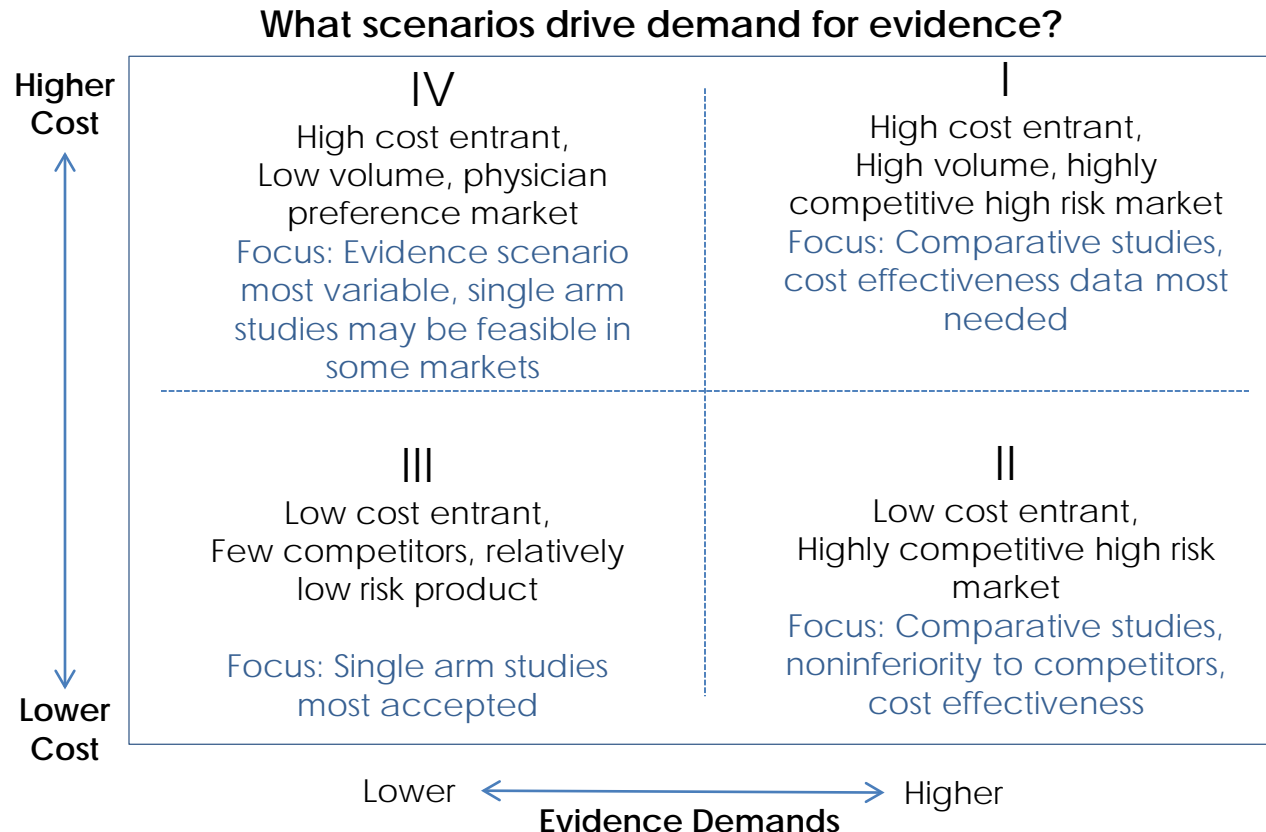 What scenarios drive demand for evidence?
Higher
Cost
IV
High cost entrant,
Low volume, physician
preference market
Focus: Evidence scenario
most variable, single arm
studies may be feasible in
some markets
I
High cost entrant,
High volume, highly
competitive high risk market
Focus: Comparative studies,
cost effectiveness data most
needed
III
Low cost entrant,
Few competitors, relatively
low risk product
Focus: Single arm studies
most accepted
II
Low cost entrant,
Highly competitive high risk
market
Focus: Comparative studies,
noninferiority to competitors,
cost effectiveness
Lower
Cost
Lower
Higher
Evidence Demands